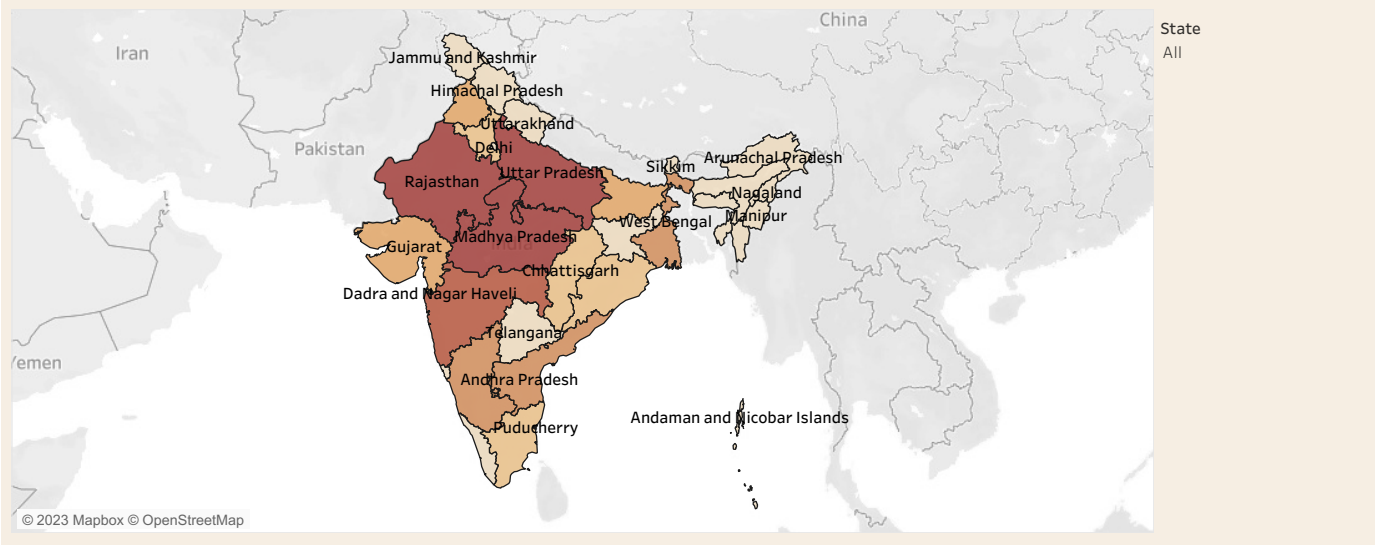 China
State
All
Iran
Jammu and Kashmir
Himachal Pradesh
Uttarakhand
Delhi
Pakistan
Arunachal Pradesh
Sikkim
Uttar Pradesh
Rajasthan
Nagaland
Manipur
West Bengal
Madhya Pradesh
India
Gujarat
Chhattisgarh
Dadra and Nagar Haveli
Telangana
Yemen
Andhra Pradesh
Andaman and Nicobar Islands
Puducherry
© 2023 Mapbox © OpenStreetMap